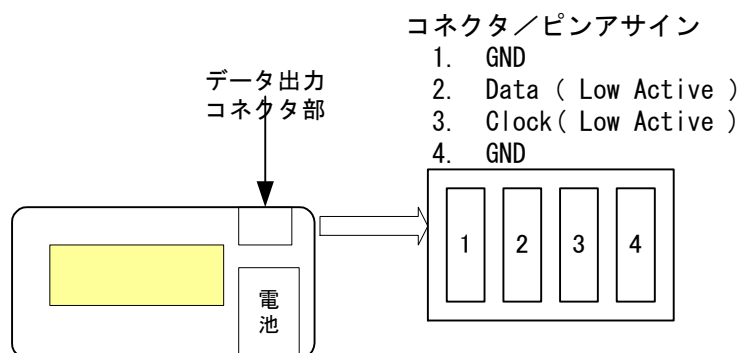 コネクタ／ピンアサイン
1. GND
2. Data ( Low Active )
3. Clock( Low Active )
4. GND
データ出力
コネクタ部
1 2 3 4
電
池